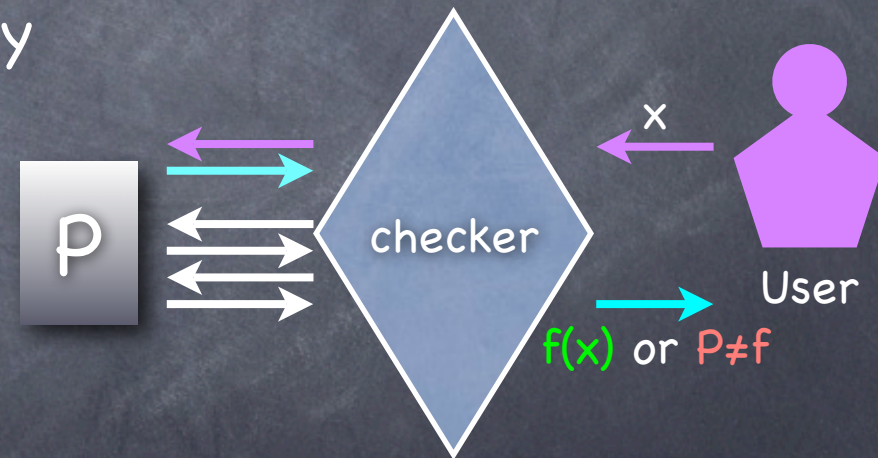 y
x
P
checker
User
f(x) or P≠f